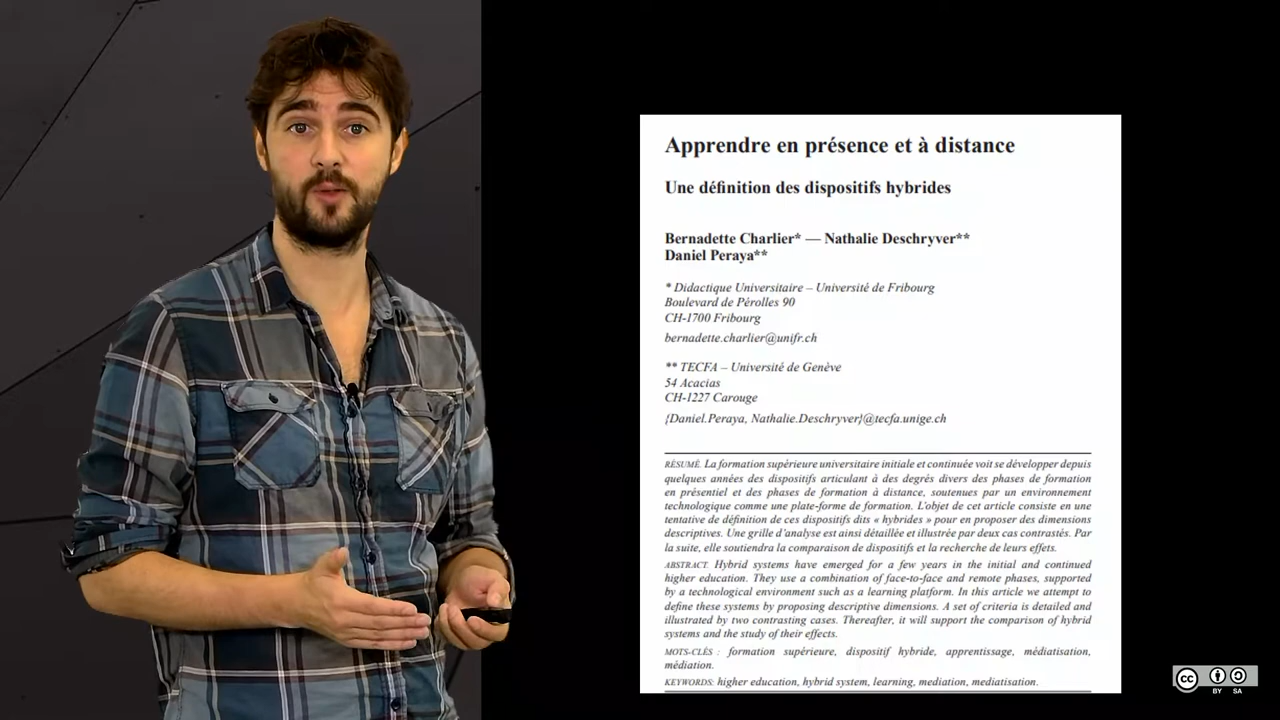 Apprendre en présence et à distance
Une définition des dispositifs hybrides
Bernadette Charlier* — Nathalie Deschryver**
Daniel Peraya**
* Didactique Universitaire – Université de Fribourg
Boulevard de Pérolles 90
CH-1700 Fribourg
bernadette.charlier@unifr.ch
** TECFA – Université de Genève
54 Acacias
CH-1227 Carouge
{Daniel.Peraya, Nathalie.Deschryver}@tecfa.unige.ch
RÉSUMÉ. La formation supérieure universitaire initiale et continuée voit se développer depuis
quelques années des dispositifs articulant à des degrés divers des phases de formation
en présentiel et des phases de formation à distance, soutenues par un environnement
technologique comme une plate-forme de formation. L'objet de cet article consiste en une
tentative de définition de ces dispositifs dits « hybrides » pour en proposer des dimensions
descriptives. Une grille d'analyse est ainsi détaillée et illustrée par deux cas contrastés. Par
la suite, elle soutiendra la comparaison de dispositifs et la recherche de leurs effets.
ABSTRACT. Hybrid systems have emerged for a few years in the initial and continued
higher education. They use a combination of face-to-face and remote phases, supported
by a technological environment such as a learning platform. In this article we attempt to
define these systems by proposing descriptive dimensions. A set of criteria is detailed and
illustrated by two contrasting cases. Thereafter, it will support the comparison of hybrid
systems and the study of their effects.
MOTS-CLÉS : formation supérieure, dispositif hybride, apprentissage, médiatisation,
médiation.
KEYWORDS: higher education, hybrid system, learning, mediation, mediatisation.
cc BY SA